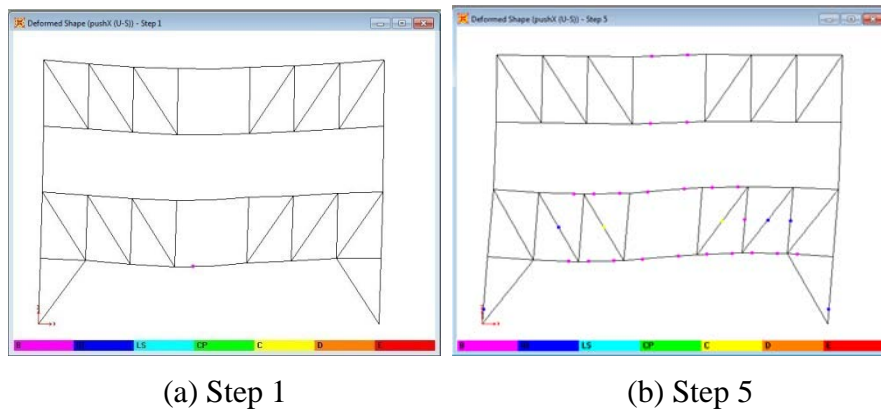 Deformed Shape (pushX (U-S)) - Step 1
Deformed Shape (pushX (U-S)) - Step 5
B LS CP C D E
B LS CP C D
(a) Step 1
(b) Step 5